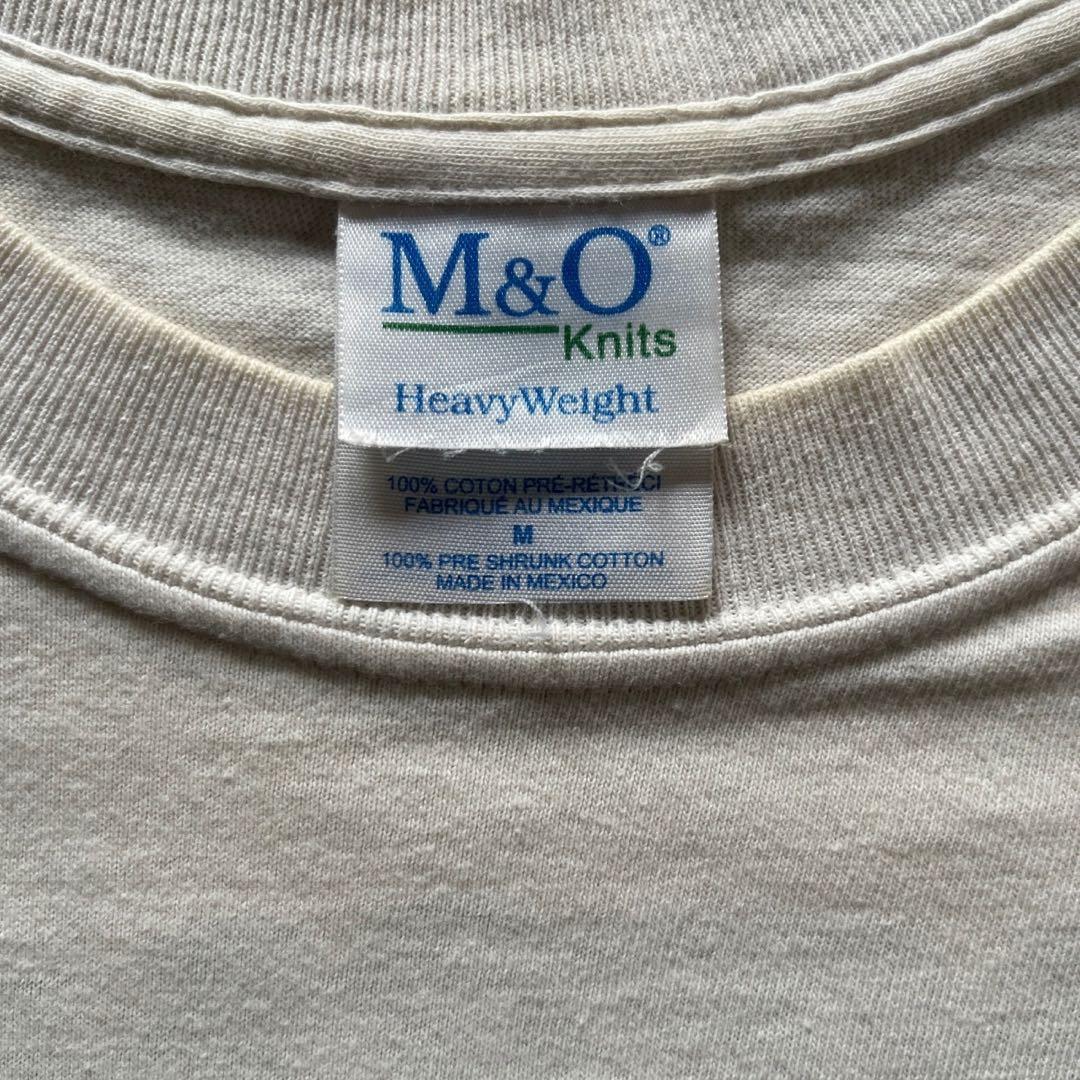 M&O®
Knits
HeavyWeight
100% COTON PRÉ-RÉTRÉCI
FABRIQUÉ AU MEXIQUE
M
100% PRE SHRUNK COTTON
MADE IN MEXICO